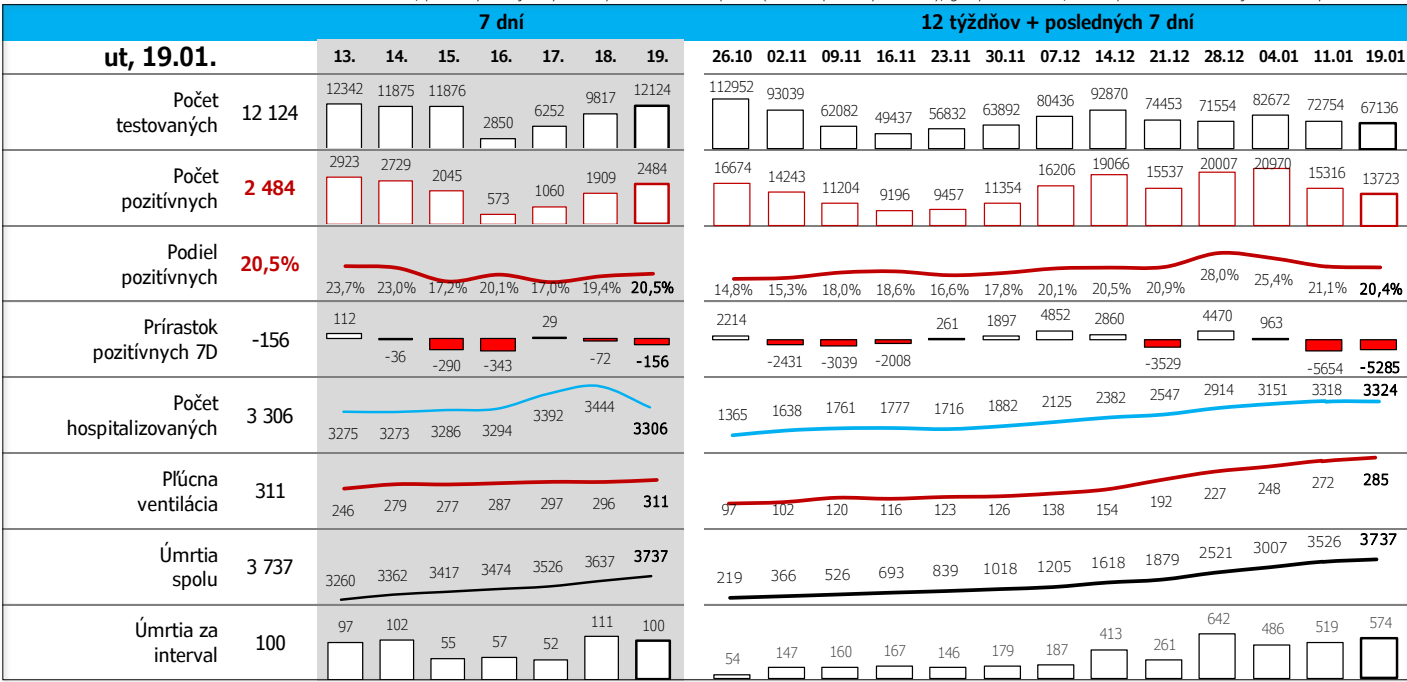 7 dní 12 týždňov + posledných 7 dní
ut, 19.01. 13. 14. 15. 16. 17. 18. 19. 26.10 02.11 09.11 16.11 23.11 30.11 07.12 14.12 21.12 28.12 04.01 11.01 19.01
Počet testovaných 12 124 12342 11875 11876 2850 6252 9817 12124 112952 93039 62082 49437 56832 63892 80436 92870 74453 71554 82672 72754 67136
Počet pozitívnych 2 484 2923 2729 2045 573 1060 1909 2484 16674 14243 11204 9196 9457 11354 16206 19066 15537 20007 20970 15316 13723
Podiel pozitívnych 20,5% 23,7% 23,0% 17,2% 20,1% 17,0% 19,4% 20,5% 14,8% 15,3% 18,0% 18,6% 16,6% 17,8% 20,1% 20,5% 20,9% 28,0% 25,4% 21,1% 20,4%
Prírastok pozitívnych 7D -156 112 -36 -290 -343 29 -72 -156 2214 -2431 -3039 -2008 261 1897 4852 2860 -3529 4470 963 -5654 -5285
Počet hospitalizovaných 3 306 3275 3273 3286 3294 3392 3444 3306 1365 1638 1761 1777 1716 1882 2125 2382 2547 2914 3151 3318 3324
Pľúcna ventilácia 311 246 279 277 287 297 296 311 97 102 120 116 123 126 138 154 192 227 248 272 285
Úmrtia spolu 3 737 3260 3362 3417 3474 3526 3637 3737 219 366 526 693 839 1018 1205 1618 1879 2521 3007 3526 3737
Úmrtia za interval 100 97 102 55 57 52 111 100 54 147 160 167 146 179 187 413 261 642 486 519 574